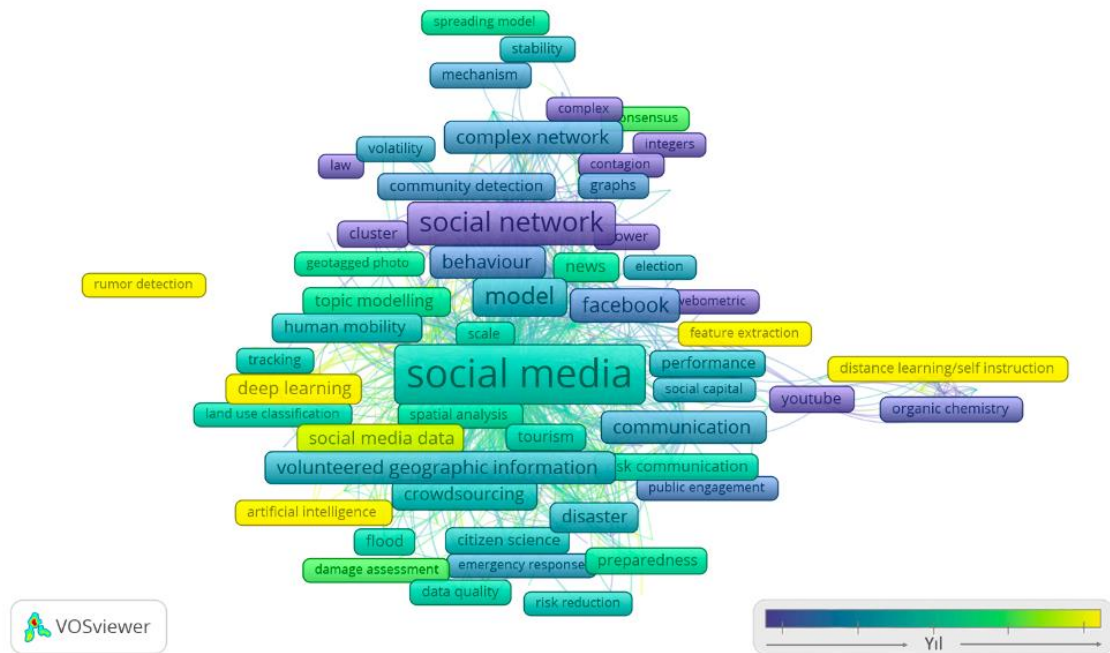 spreading model
stability
mechanism
complex
onsensus
complex network
integers
volatility
contagion
law
community detection
graphs
social network
cluster
ower
behaviour
geotagged photo
news
election
rumor detection
model
facebook
webometric
topic modelling
human mobility
scale
feature extraction
tracking
social media
performance
distance learning/self instruction
deep learning
social capital
youtube
organic chemistry
land use classification
spatial analysis
communication
social media data
tourism
volunteered geographic information
sk communication
public engagement
crowdsourcing
artificial intelligence
disaster
flood
citizen science
preparedness
damage assessment
emergency response
data quality
risk reduction
VOSviewer
Yıl